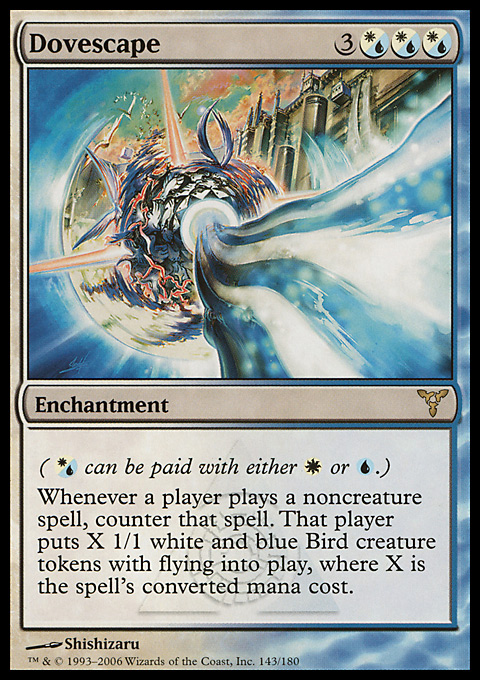 Dovescape 3
Enchantment
( can be paid with either or .)
Whenever a player plays a noncreature
spell, counter that spell. That player
puts X 1/1 white and blue Bird creature
tokens with flying into play, where X is
the spell's converted mana cost.
Shishizaru
™ & © 1993–2006 Wizards of the Coast, Inc. 143/180